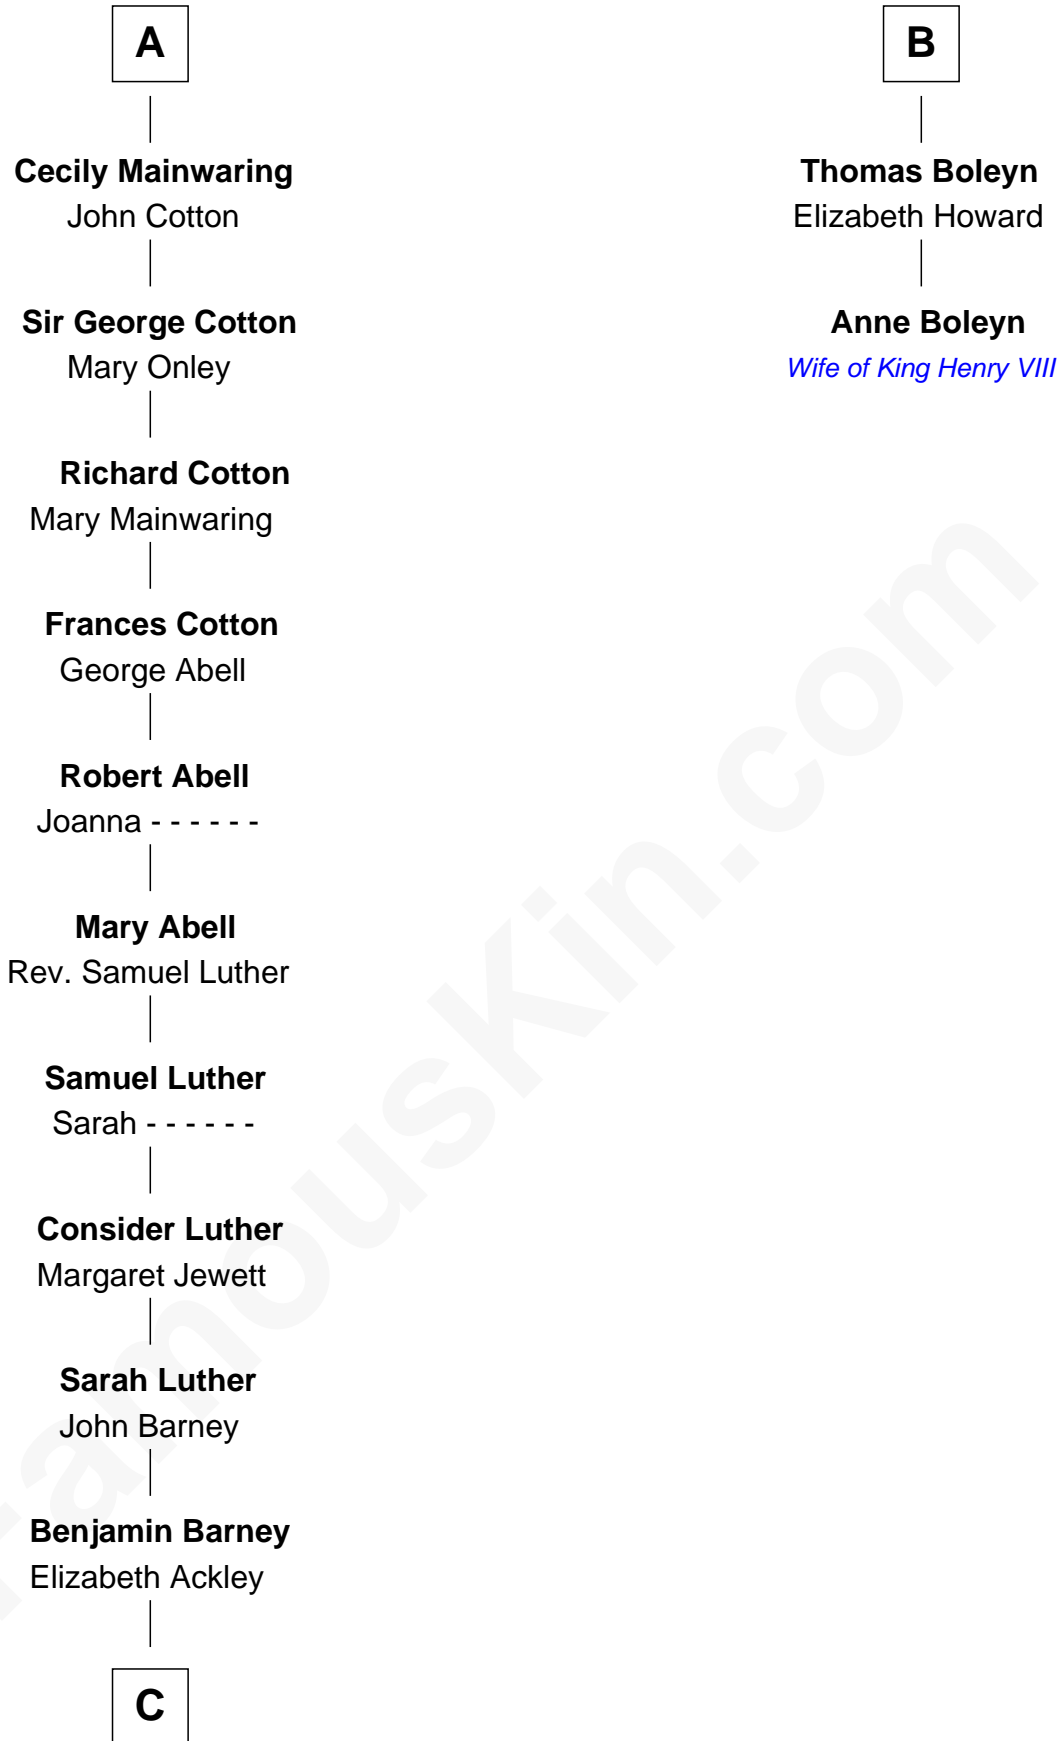 A
Cecily Mainwaring
John Cotton
Sir George Cotton
Mary Onley
Richard Cotton
Mary Mainwaring
Frances Cotton
George Abell
Robert Abell
Joanna - - - - - -
Mary Abell
Rev. Samuel Luther
Samuel Luther
Sarah - - - - - -
Consider Luther
Margaret Jewett
Sarah Luther
John Barney
Benjamin Barney
Elizabeth Ackley
C
B
Thomas Boleyn
Elizabeth Howard
Anne Boleyn
Wife of King Henry VIII
FamousKin.com